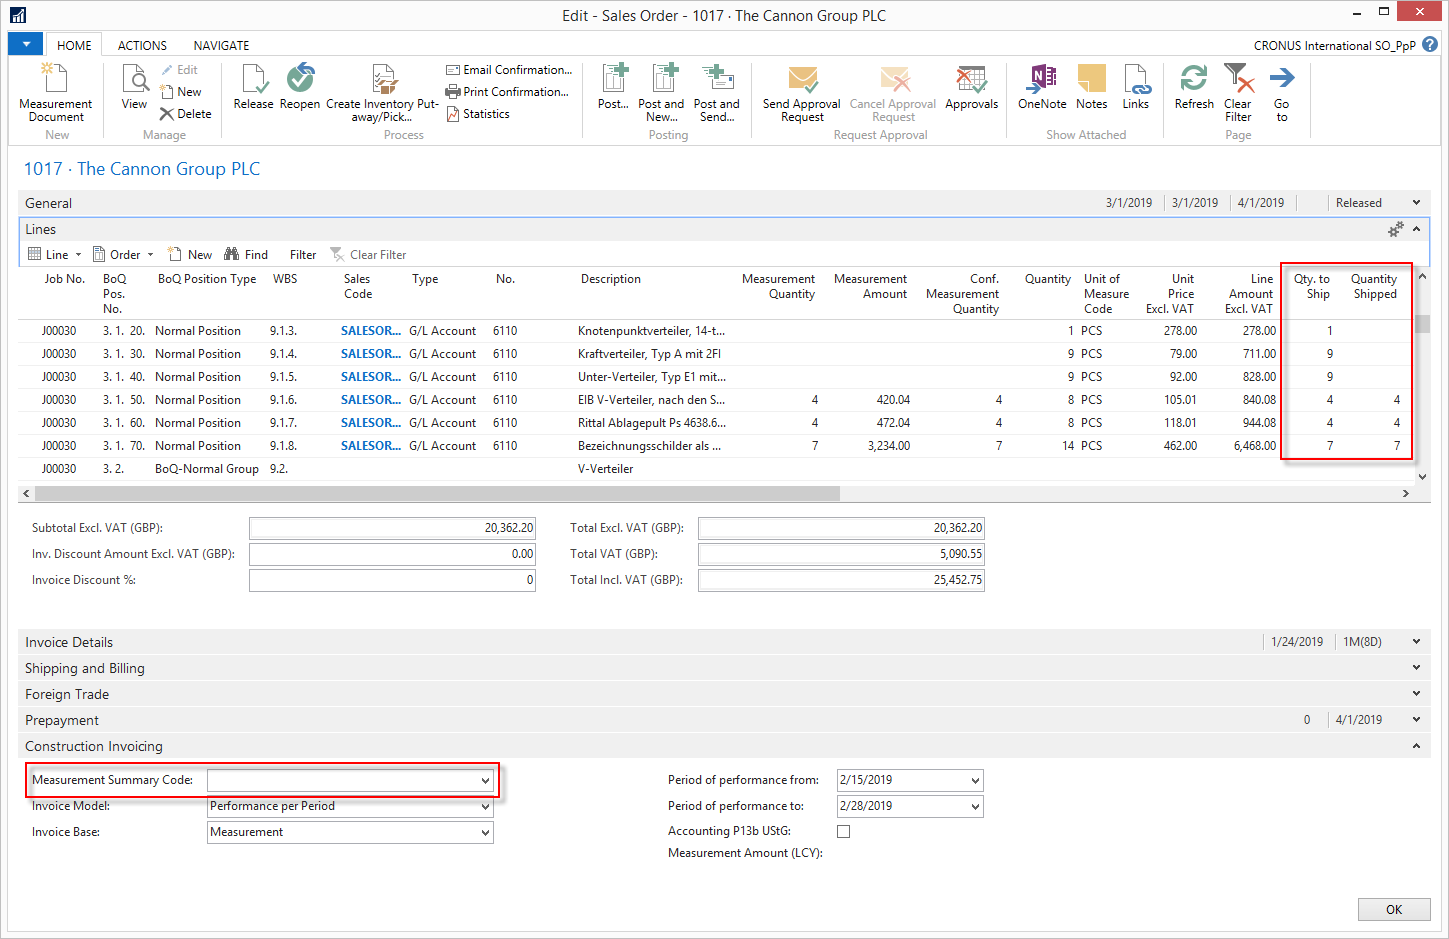 Edit - Sales Order - 1017 · The Cannon Group PLC
HOME ACTIONS NAVIGATE CRONUS International SO_PpP ?
Measurement Document
New
View
Edit
New
Delete
Manage
Release
Reopen
Create Inventory Put-away/Pick...
Email Confirmation...
Print Confirmation...
Statistics
Process
Post...
Post and New...
Post and Send...
Posting
Send Approval Request
Cancel Approval Request
Approvals
Request Approval
OneNote
Notes
Links
Show Attached
Refresh
Clear Filter
Go to
Page
1017 · The Cannon Group PLC
General 3/1/2019 3/1/2019 4/1/2019 Released
Lines
Line Order New Find Filter Clear Filter
Job No. BoQ Pos. No. BoQ Position Type WBS Sales Code Type No. Description Measurement Quantity Measurement Amount Conf. Measurement Quantity Quantity Unit of Measure Code Unit Price Excl. VAT Line Amount Excl. VAT Qty. to Ship Quantity Shipped
J00030 3. 1. 20. Normal Position 9.1.3. SALESOR... G/L Account 6110 Knotenpunktverteiler, 14-t... 1 PCS 278.00 278.00 1
J00030 3. 1. 30. Normal Position 9.1.4. SALESOR... G/L Account 6110 Kraftverteiler, Typ A mit 2Fl 9 PCS 79.00 711.00 9
J00030 3. 1. 40. Normal Position 9.1.5. SALESOR... G/L Account 6110 Unter-Verteiler, Typ E1 mit... 9 PCS 92.00 828.00 9
J00030 3. 1. 50. Normal Position 9.1.6. SALESOR... G/L Account 6110 EIB V-Verteiler, nach den S... 4 420.04 4 8 PCS 105.01 840.08 4 4
J00030 3. 1. 60. Normal Position 9.1.7. SALESOR... G/L Account 6110 Rittal Ablagepult Ps 4638.6... 4 472.04 4 8 PCS 118.01 944.08 4 4
J00030 3. 1. 70. Normal Position 9.1.8. SALESOR... G/L Account 6110 Bezeichnungsschilder als ... 7 3,234.00 7 14 PCS 462.00 6,468.00 7 7
J00030 3. 2. BoQ-Normal Group 9.2. V-Verteiler
Subtotal Excl. VAT (GBP): 20,362.20 Total Excl. VAT (GBP): 20,362.20
Inv. Discount Amount Excl. VAT (GBP): 0.00 Total VAT (GBP): 5,090.55
Invoice Discount %: 0 Total Incl. VAT (GBP): 25,452.75
Invoice Details 1/24/2019 1M(8D)
Shipping and Billing
Foreign Trade
Prepayment 0 4/1/2019
Construction Invoicing
Measurement Summary Code: Period of performance from: 2/15/2019
Invoice Model: Performance per Period Period of performance to: 2/28/2019
Invoice Base: Measurement Accounting P13b UStG:
Measurement Amount (LCY):
OK